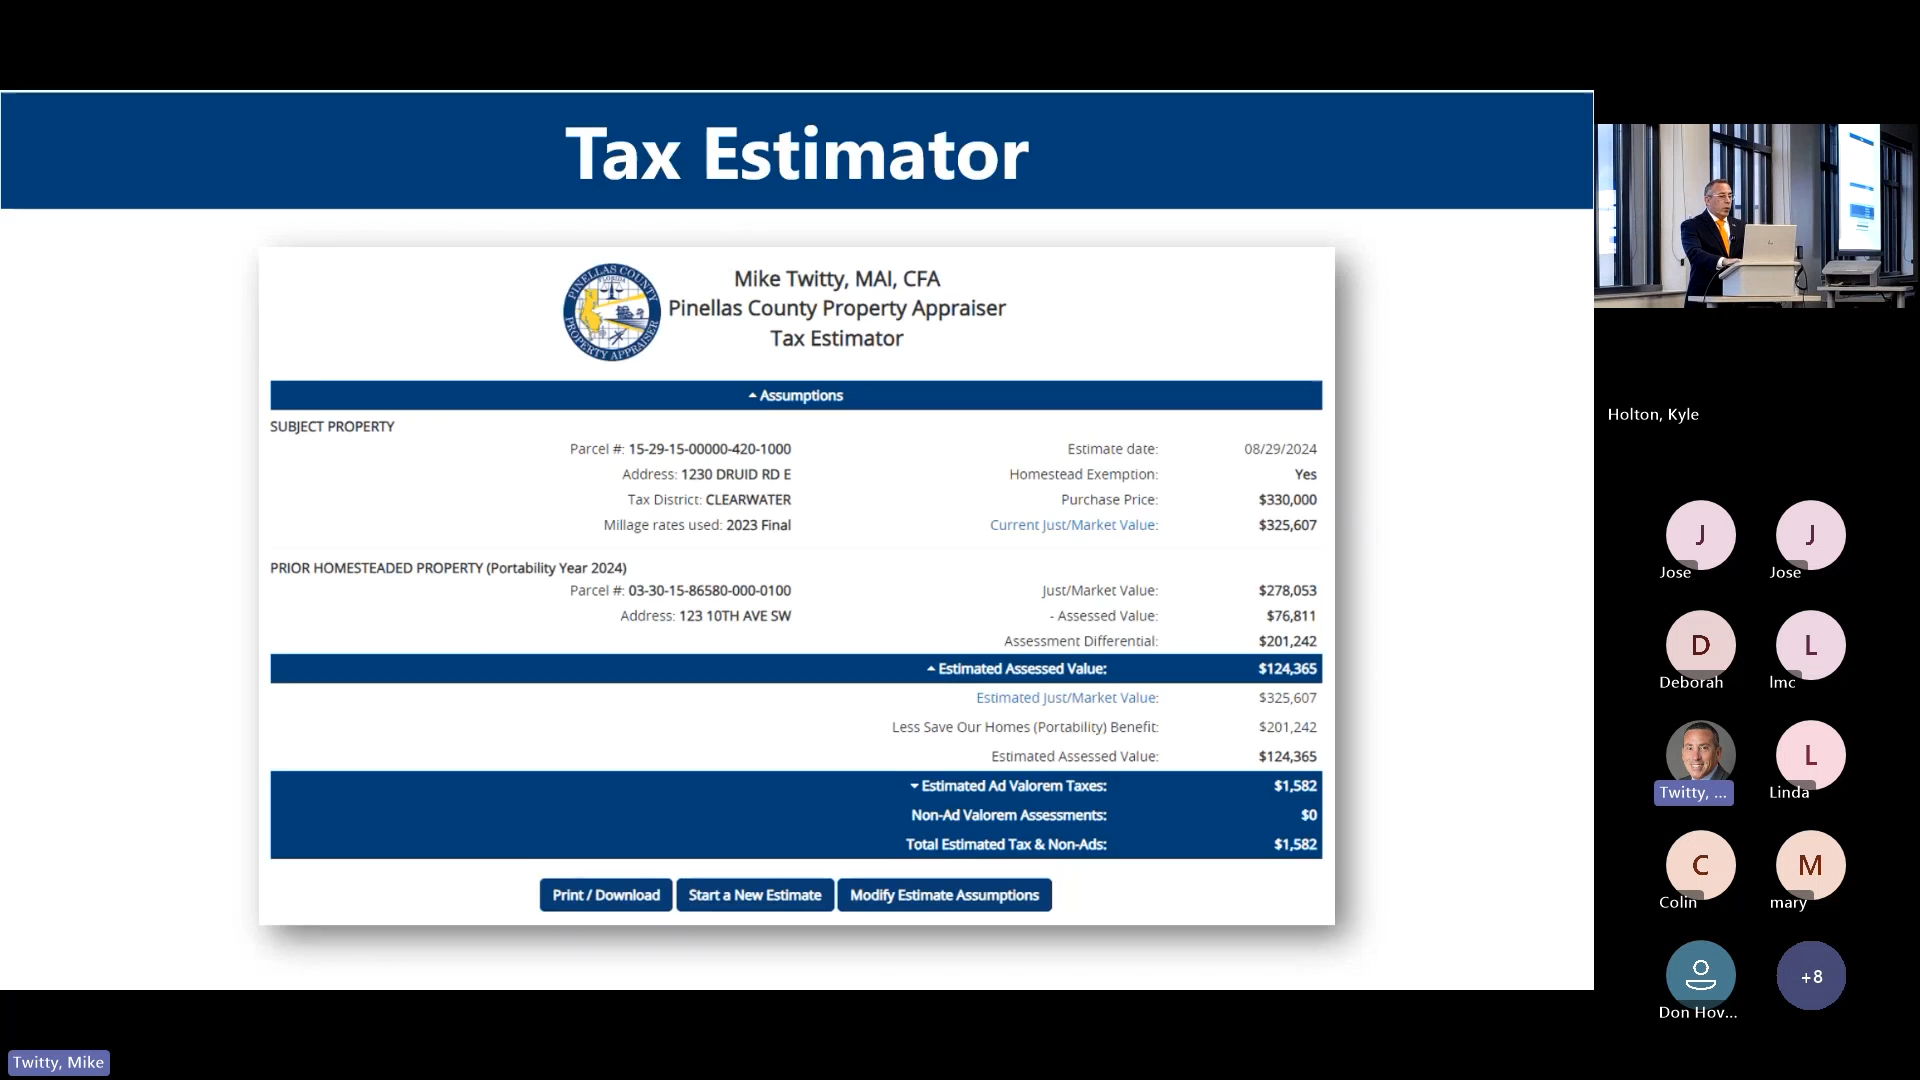 Tax Estimator
PINELLAS COUNTY
FLORIDA
PROPERTY APPRAISER
Mike Twitty, MAI, CFA
Pinellas County Property Appraiser
Tax Estimator
Assumptions
SUBJECT PROPERTY
Parcel #: 15-29-15-00000-420-1000 Estimate date: 08/29/2024
Address: 1230 DRUID RD E Homestead Exemption: Yes
Tax District: CLEARWATER Purchase Price: $330,000
Millage rates used: 2023 Final Current Just/Market Value: $325,607
PRIOR HOMESTEADED PROPERTY (Portability Year 2024)
Parcel #: 03-30-15-86580-000-0100 Just/Market Value: $278,053
Address: 123 10TH AVE SW - Assessed Value: $76,811
Assessment Differential: $201,242
Estimated Assessed Value: $124,365
Estimated Just/Market Value: $325,607
Less Save Our Homes (Portability) Benefit: $201,242
Estimated Assessed Value: $124,365
Estimated Ad Valorem Taxes: $1,582
Non-Ad Valorem Assessments: $0
Total Estimated Tax & Non-Ads: $1,582
Print / Download Start a New Estimate Modify Estimate Assumptions
Holton, Kyle
J J
Jose Jose
D L
Deborah lmc
L
Twitty, ... Linda
C M
Colin mary
+8
Don Hov...
Twitty, Mike